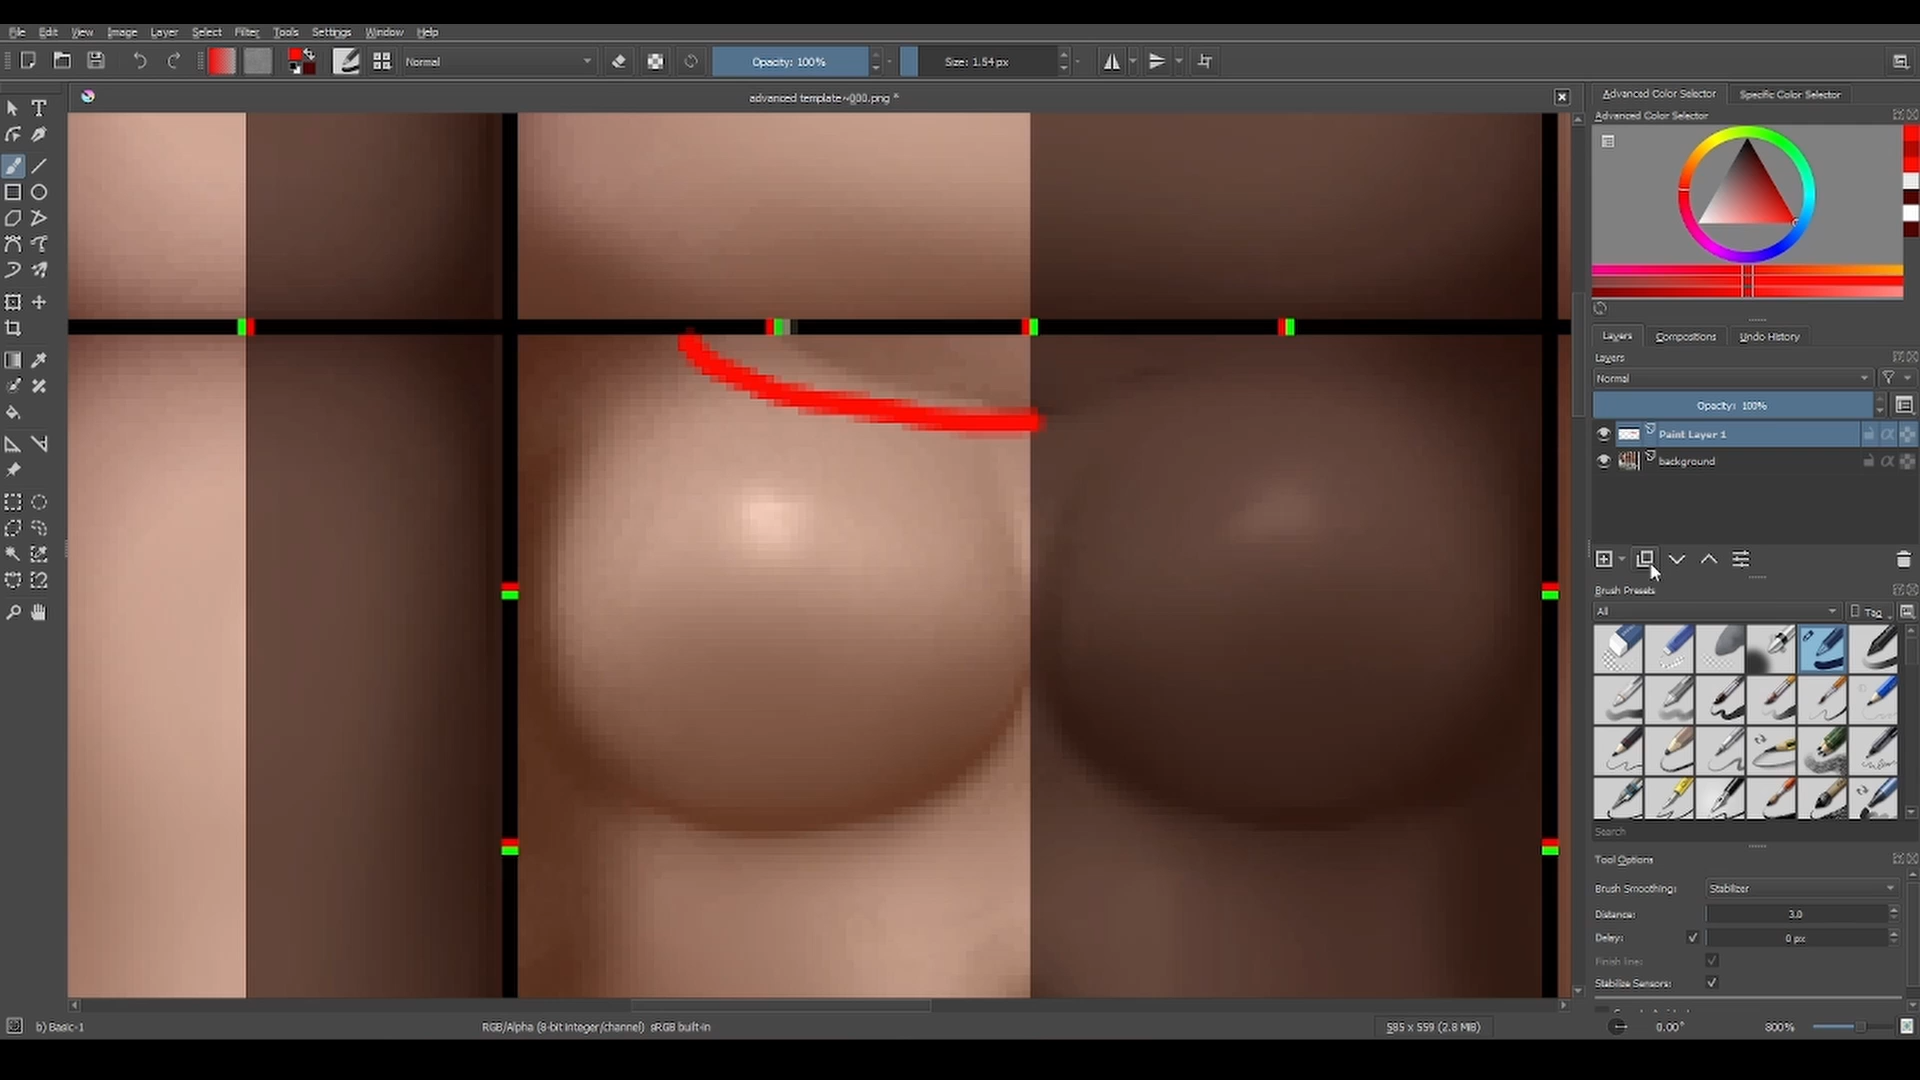 File Edit View Image Layer Select Filter Tools Settings Window Help
Normal Opacity: 100% Size: 1.54 px
advanced template~000.png *
Advanced Color Selector Specific Color Selector
Advanced Color Selector
Layers Compositions Undo History
Layers
Normal
Opacity: 100%
Paint Layer 1
background
Brush Presets
All Tag
Search
Tool Options
Brush Smoothing: Stabilizer
Distance: 3.0
Delay: 0 px
Finish line:
Stabilize Sensors:
b) Basic-1 RGB/Alpha (8-bit integer/channel) sRGB built-in 585 x 559 (2.8 MiB) 0.00° 800%